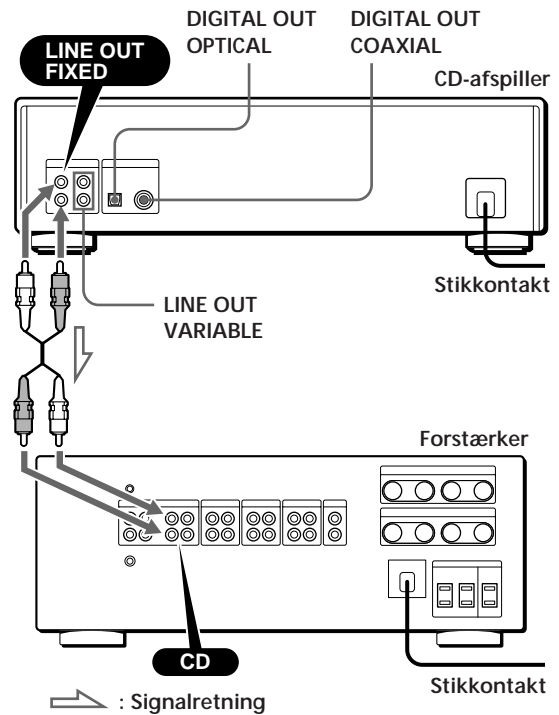 DIGITAL OUT
OPTICAL
DIGITAL OUT
COAXIAL
LINE OUT
FIXED
CD-afspiller
Stikkontakt
LINE OUT
VARIABLE
Forstærker
CD
Stikkontakt
: Signalretning